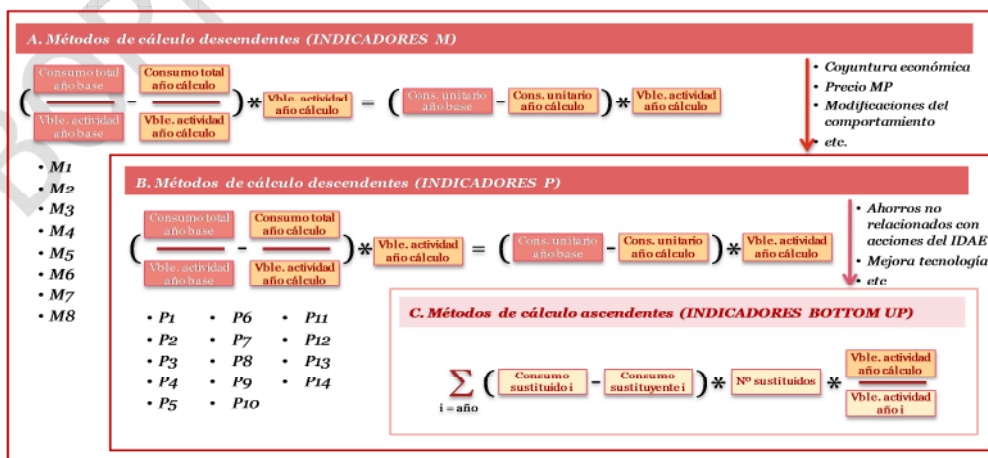 A. Métodos de cálculo descendentes (INDICADORES M)
( Consumo total año base / Vble. actividad año base - Consumo total año cálculo / Vble. actividad año cálculo ) * Vble. actividad año cálculo = ( Cons. unitario año base - Cons. unitario año cálculo ) * Vble. actividad año cálculo
• Coyuntura económica
• Precio MP
• Modificaciones del
comportamiento
• etc.
• M1
• M2
• M3
• M4
• M5
• M6
• M7
• M8
B. Métodos de cálculo descendentes (INDICADORES P)
( Consumo total año base / Vble. actividad año base - Consumo total año cálculo / Vble. actividad año cálculo ) * Vble. actividad año cálculo = ( Cons. unitario año base - Cons. unitario año cálculo ) * Vble. actividad año cálculo
• Ahorros no
relacionados con
acciones del IDAE
• Mejora tecnología
• etc
• P1
• P2
• P3
• P4
• P5
• P6
• P7
• P8
• P9
• P10
• P11
• P12
• P13
• P14
C. Métodos de cálculo ascendentes (INDICADORES BOTTOM UP)
∑ i = año ( Consumo sustituido i - Consumo sustituyente i ) * Nº sustituidos * Vble. actividad año cálculo / Vble. actividad año i